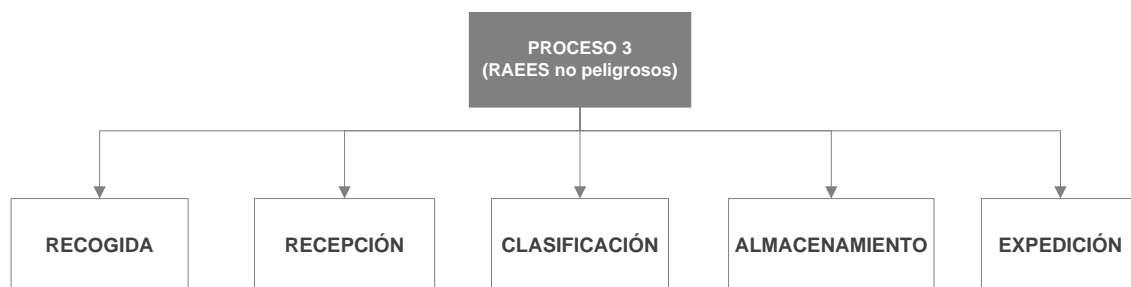 PROCESO 3
(RAEES no peligrosos)
RECOGIDA
RECEPCIÓN
CLASIFICACIÓN
ALMACENAMIENTO
EXPEDICIÓN